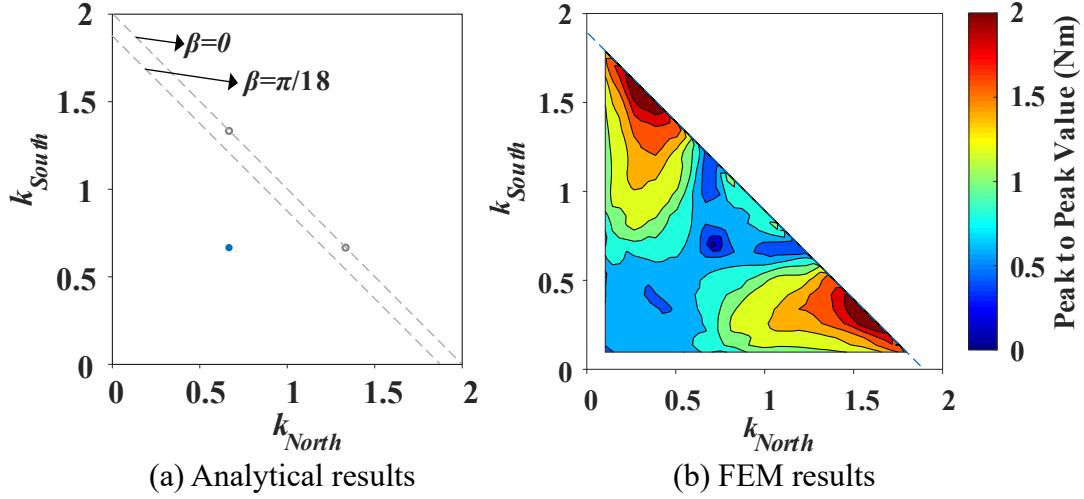 2
β=0
β=π/18
1.5
k_South
1
0.5
0
0 0.5 1 1.5 2
k_North
(a) Analytical results
2
1.5
k_South
1
0.5
0
0 0.5 1 1.5 2
k_North
(b) FEM results
2
1.5
1
0.5
0
Peak to Peak Value (Nm)